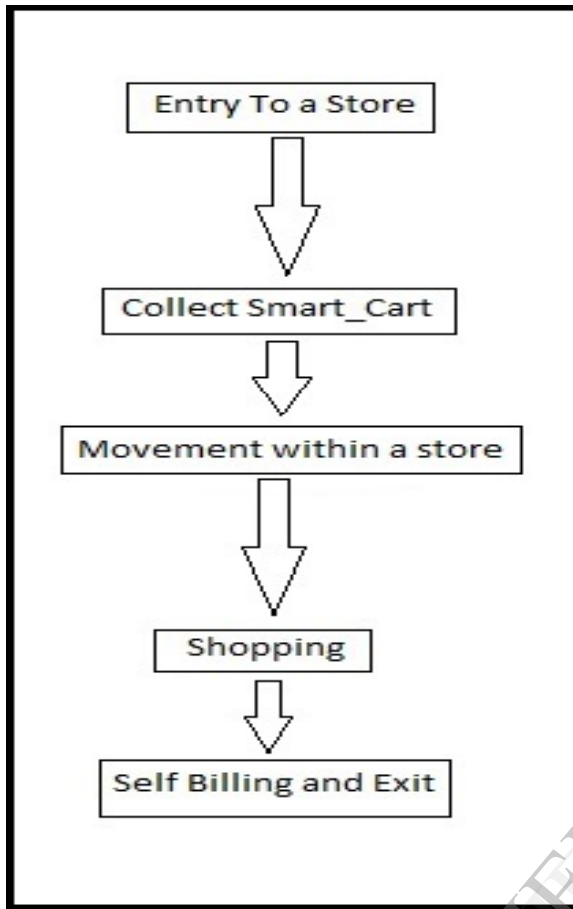 Entry To a Store
Collect Smart_Cart
Movement within a store
Shopping
Self Billing and Exit